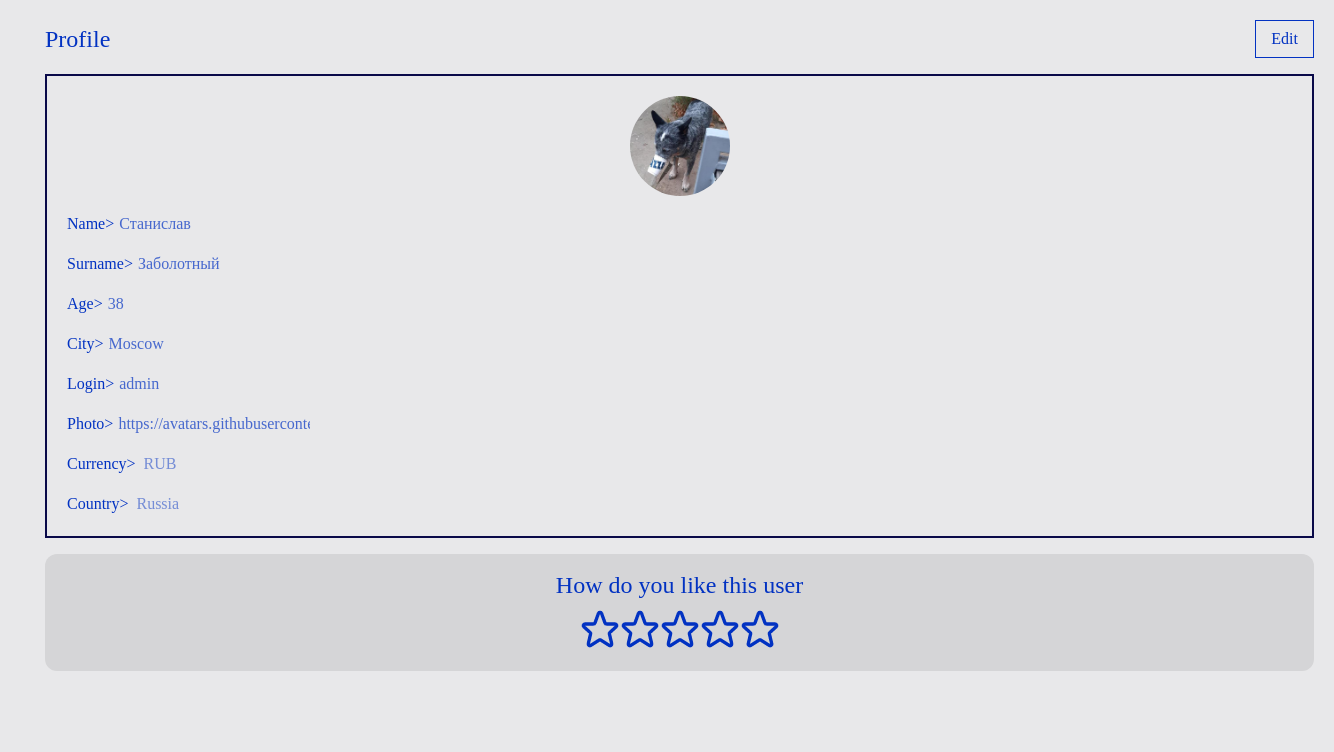 Profile
Edit
Name> Станислав
Surname> Заболотный
Age> 38
City> Moscow
Login> admin
Photo> https://avatars.githubuserconte
Currency> RUB
Country> Russia
How do you like this user